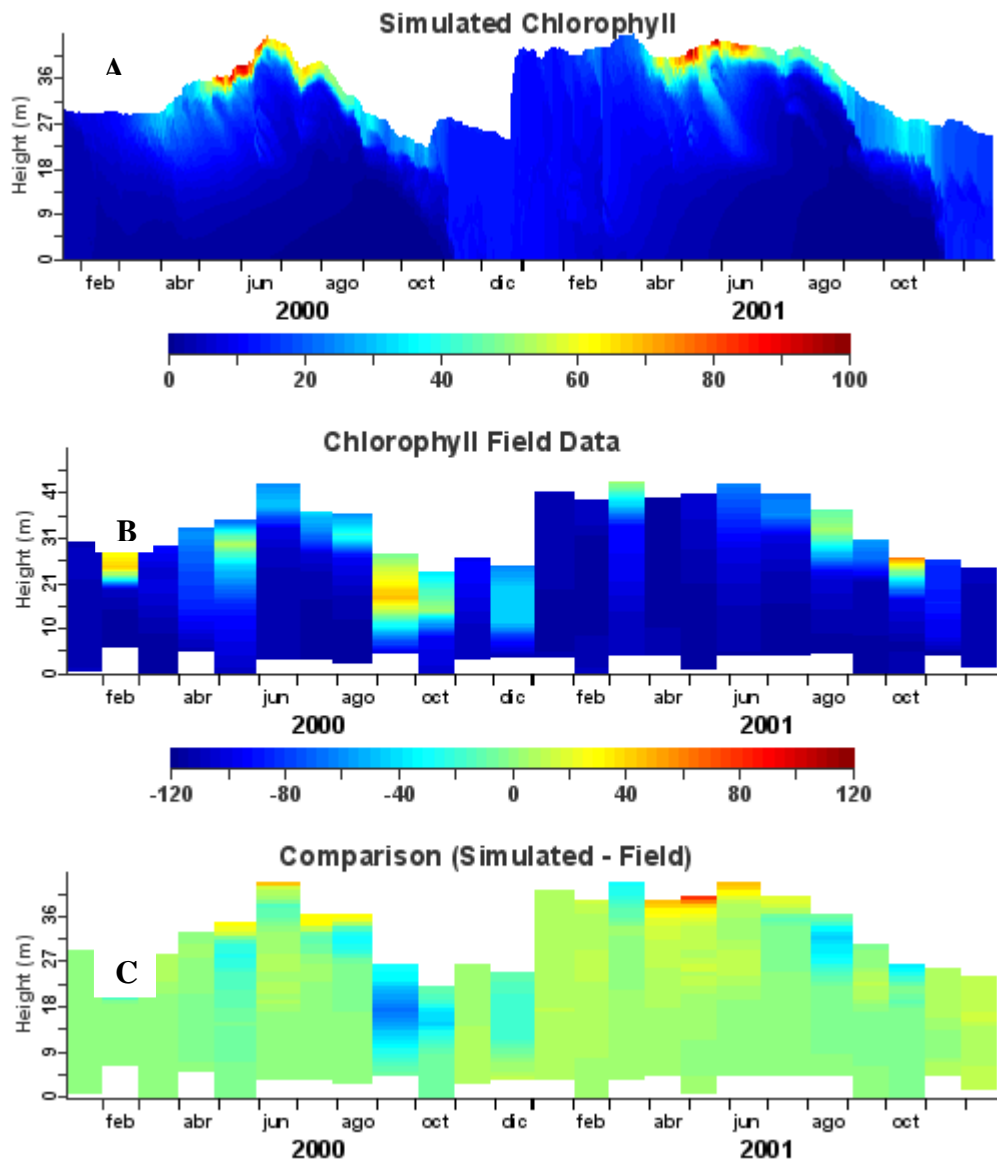 Simulated Chlorophyll
A
Height (m)
36
27
18
9
0
feb abr jun ago oct dic feb abr jun ago oct
2000 2001
0 20 40 60 80 100
Chlorophyll Field Data
B
Height (m)
41
31
21
10
0
feb abr jun ago oct dic feb abr jun ago oct
2000 2001
-120 -80 -40 0 40 80 120
Comparison (Simulated - Field)
C
Height (m)
36
27
18
9
0
feb abr jun ago oct dic feb abr jun ago oct
2000 2001